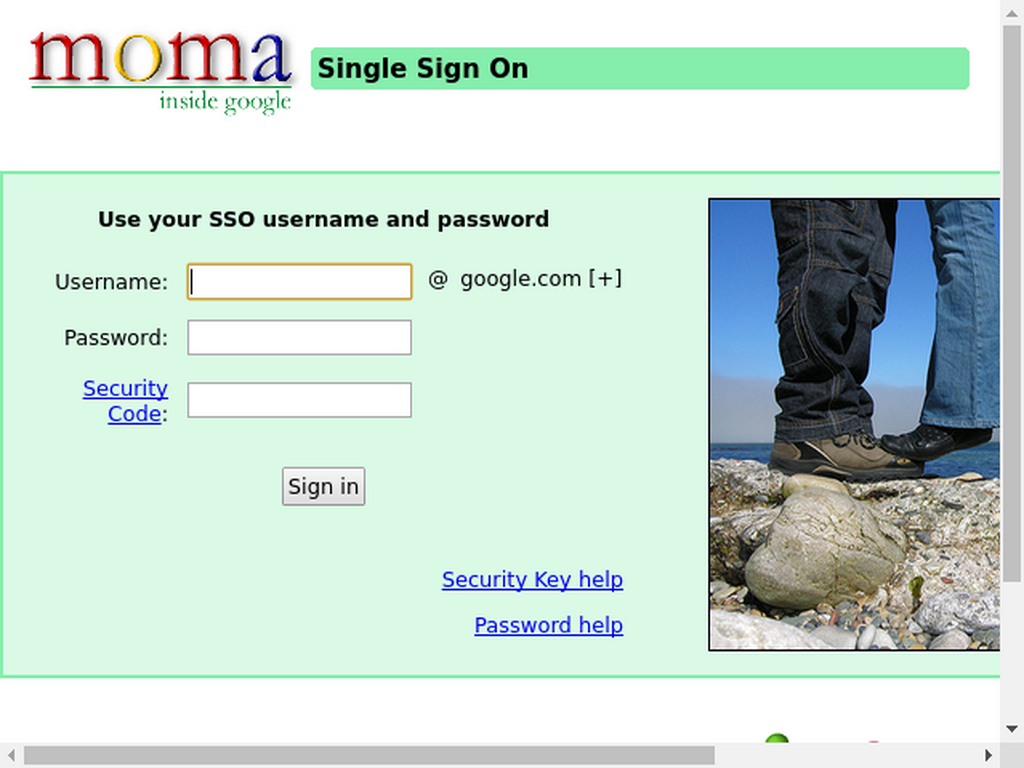 moma
inside google
Single Sign On
Use your SSO username and password
Username: @ google.com [+]
Password:
Security
Code:
Sign in
Security Key help
Password help